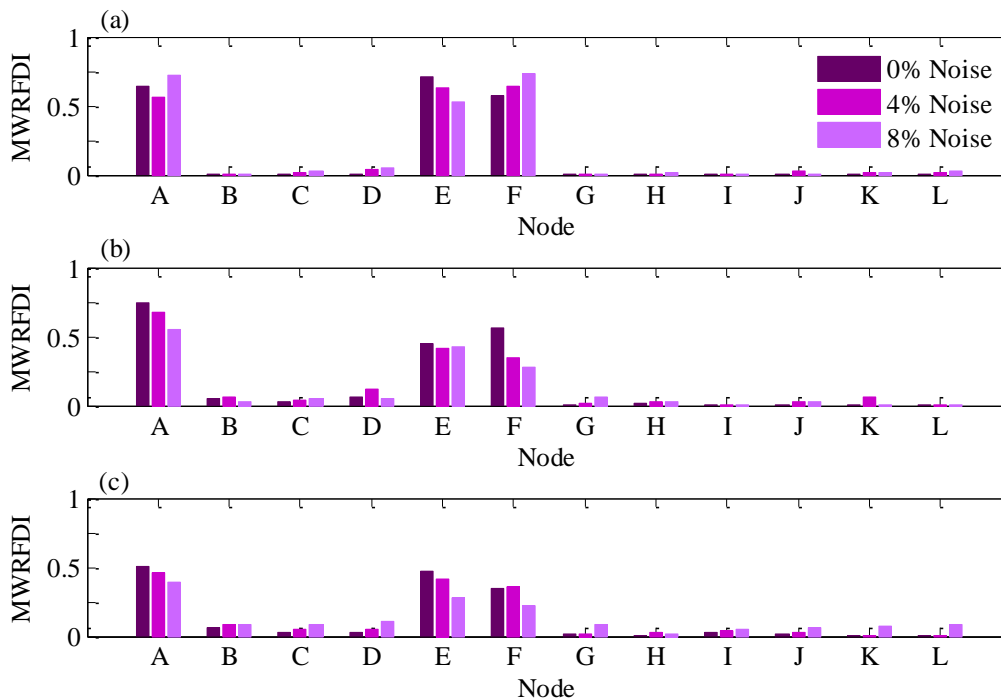 (a)
MWRFDI
1
0.5
0
0% Noise
4% Noise
8% Noise
A B C D E F G H I J K L
Node
(b)
MWRFDI
1
0.5
0
A B C D E F G H I J K L
Node
(c)
MWRFDI
1
0.5
0
A B C D E F G H I J K L
Node